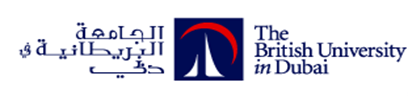 الجامعة
البريطانية في
دبي
The
British University
in Dubai